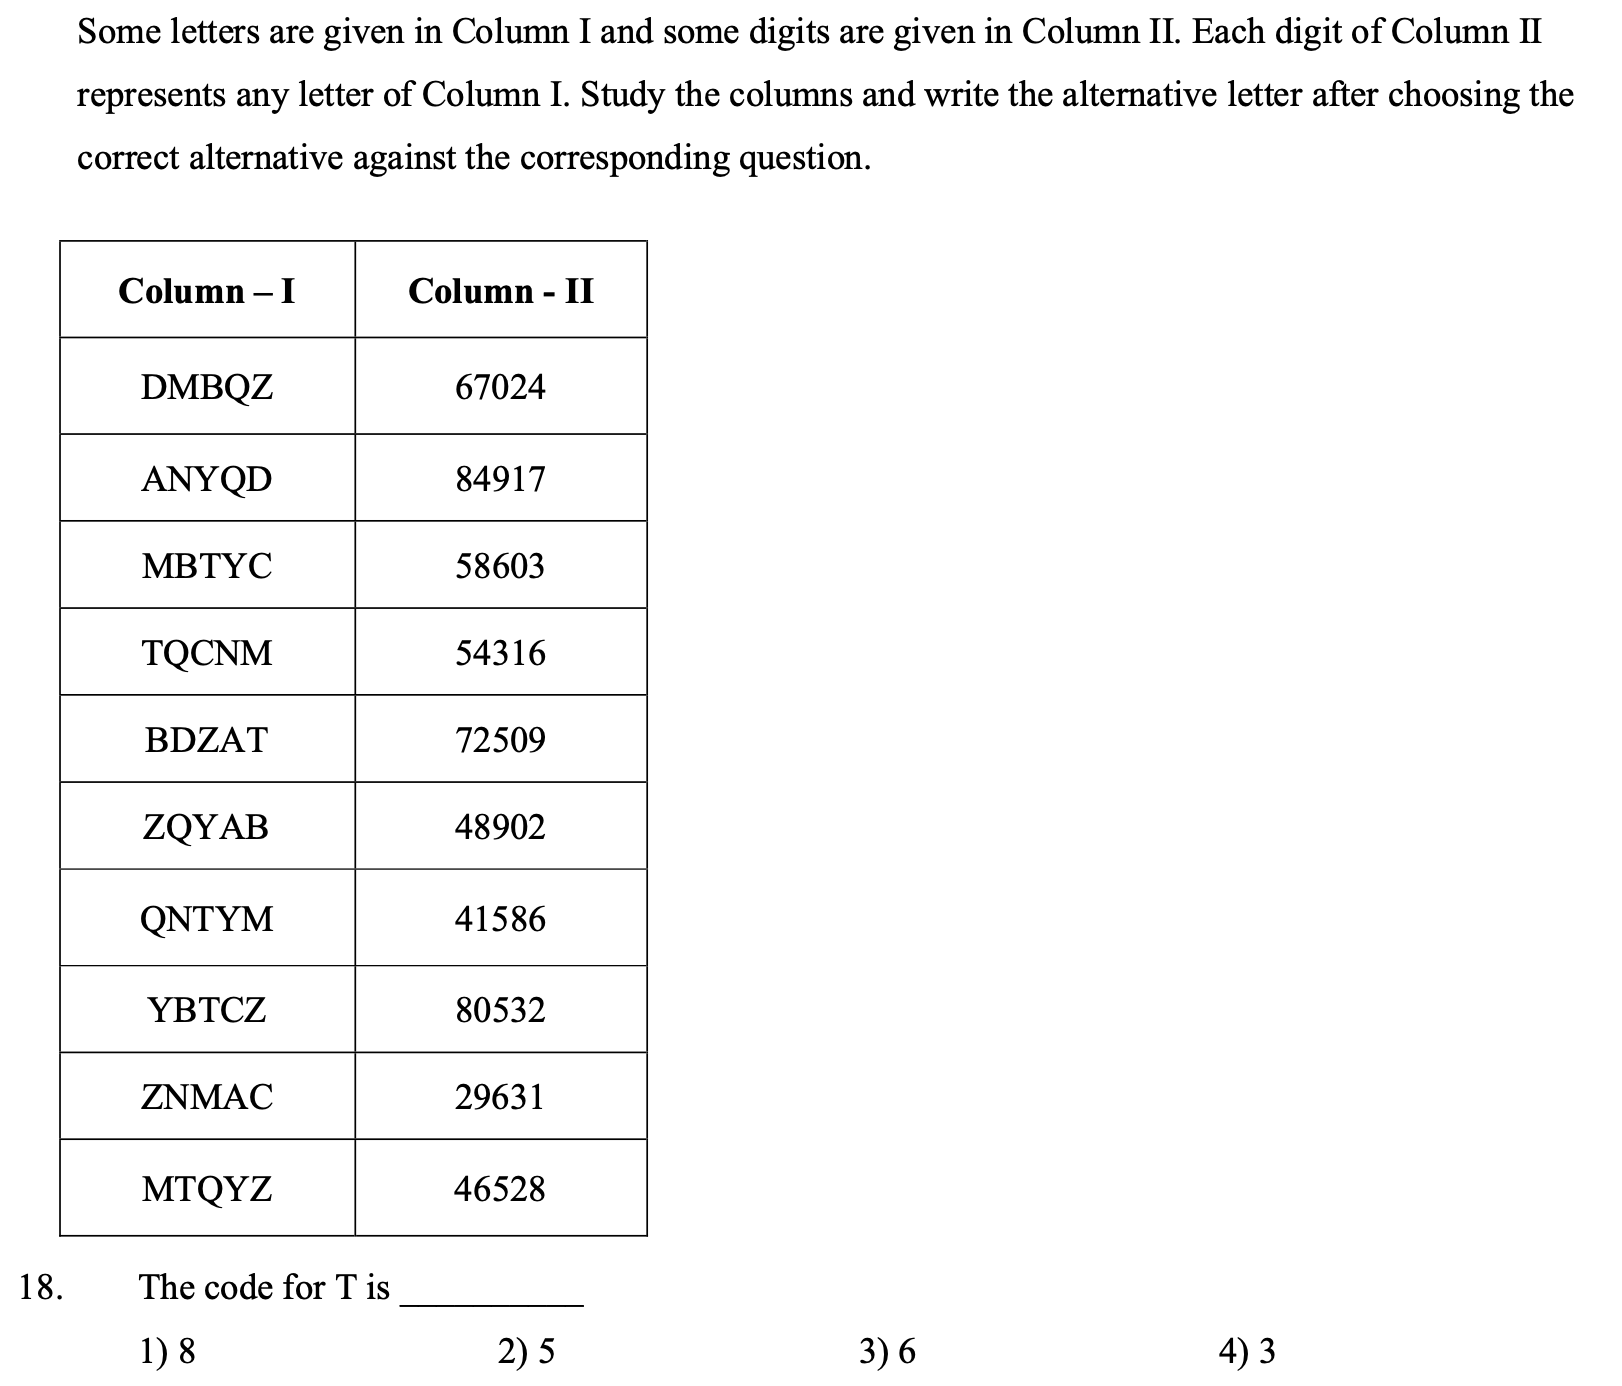 Some letters are given in Column I and some digits are given in Column II. Each digit of Column II
represents any letter of Column I. Study the columns and write the alternative letter after choosing the
correct alternative against the corresponding question.
Column – I Column - II
DMBQZ 67024
ANYQD 84917
MBTYC 58603
TQCNM 54316
BDZAT 72509
ZQYAB 48902
QNTYM 41586
YBTCZ 80532
ZNMAC 29631
MTQYZ 46528
18. The code for T is __________
1) 8 2) 5 3) 6 4) 3